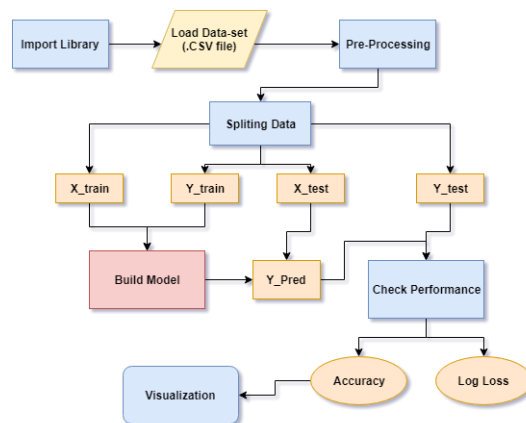 Import Library
Load Data-set
(.CSV file)
Pre-Processing
Spliting Data
X_train
Y_train
X_test
Y_test
Build Model
Y_Pred
Check Performance
Visualization
Accuracy
Log Loss